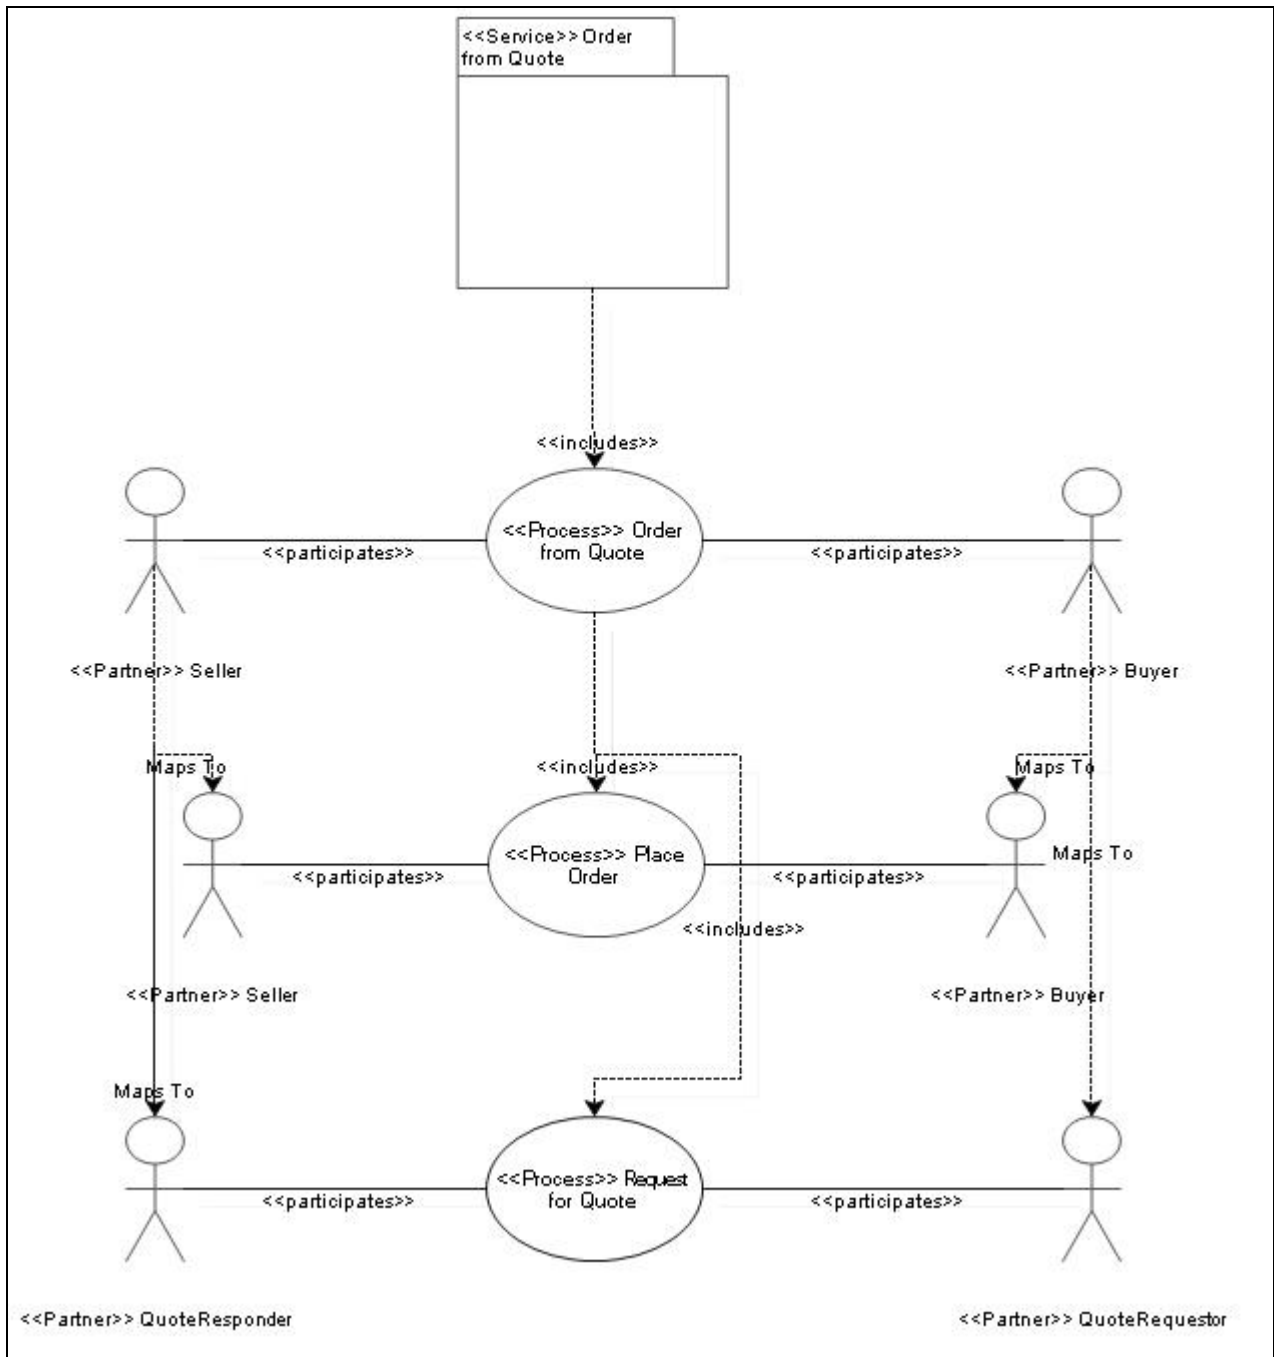 <<Service>> Order
from Quote
<<includes>>
<<Process>> Order
from Quote
<<participates>>
<<participates>>
<<Partner>> Seller
<<Partner>> Buyer
Maps To
<<includes>>
Maps To
<<Process>> Place
Order
Maps To
<<participates>>
<<participates>>
<<includes>>
<<Partner>> Seller
<<Partner>> Buyer
Maps To
<<Process>> Request
for Quote
<<participates>>
<<participates>>
<<Partner>> QuoteResponder
<<Partner>> QuoteRequestor